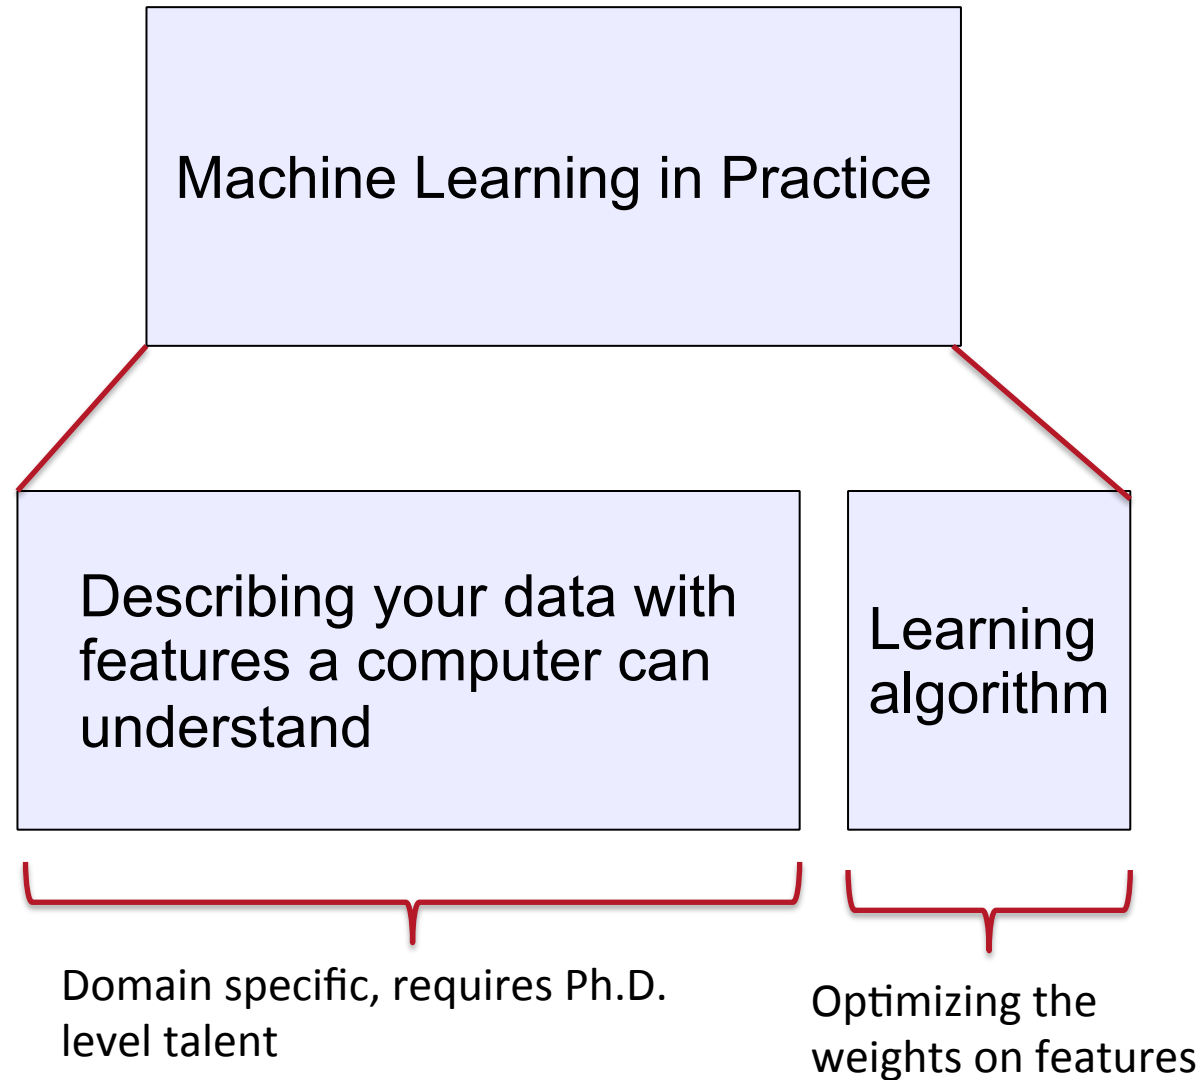 Machine Learning in Practice
Describing your data with
features a computer can
understand
Learning
algorithm
Domain specific, requires Ph.D.
level talent
Optimizing the
weights on features